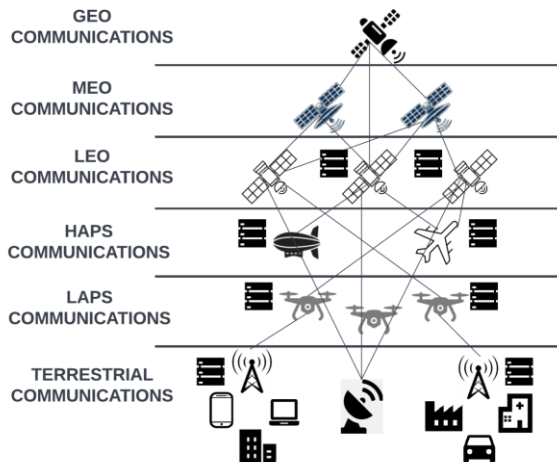 GEO
COMMUNICATIONS
MEO
COMMUNICATIONS
LEO
COMMUNICATIONS
HAPS
COMMUNICATIONS
LAPS
COMMUNICATIONS
TERRESTRIAL
COMMUNICATIONS